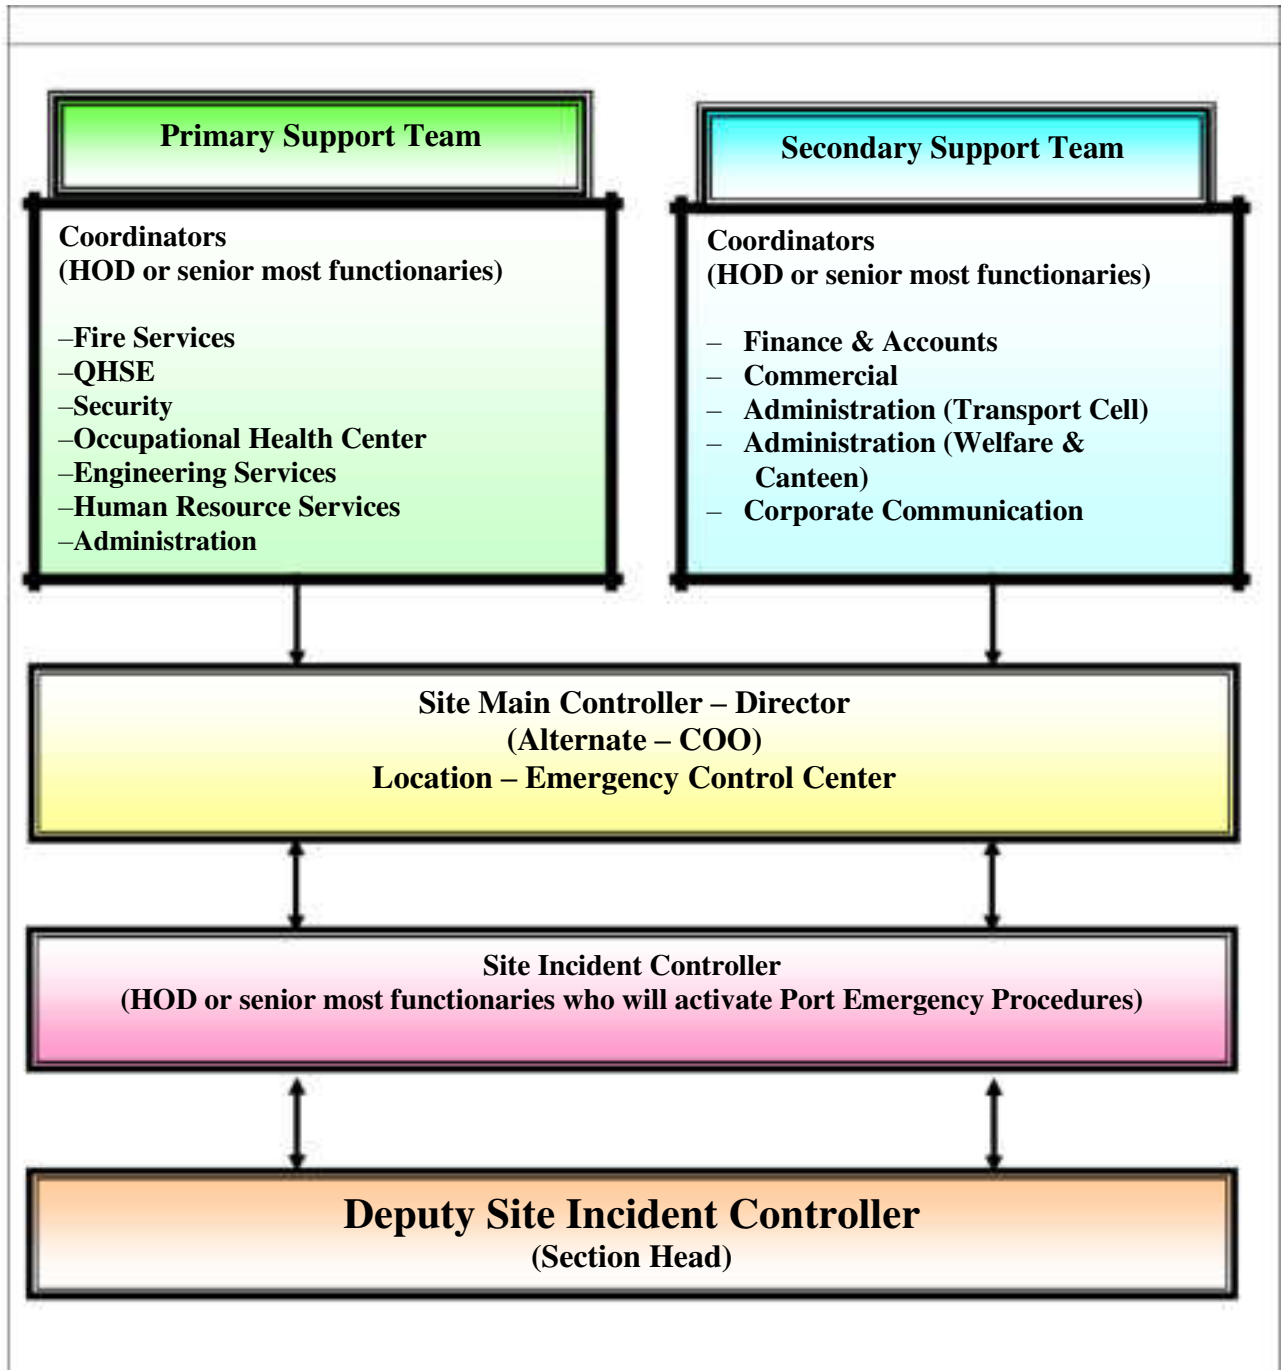 Primary Support Team
Coordinators
(HOD or senior most functionaries)
–Fire Services
–QHSE
–Security
–Occupational Health Center
–Engineering Services
–Human Resource Services
–Administration
Secondary Support Team
Coordinators
(HOD or senior most functionaries)
– Finance & Accounts
– Commercial
– Administration (Transport Cell)
– Administration (Welfare &
Canteen)
– Corporate Communication
Site Main Controller – Director
(Alternate – COO)
Location – Emergency Control Center
Site Incident Controller
(HOD or senior most functionaries who will activate Port Emergency Procedures)
Deputy Site Incident Controller
(Section Head)